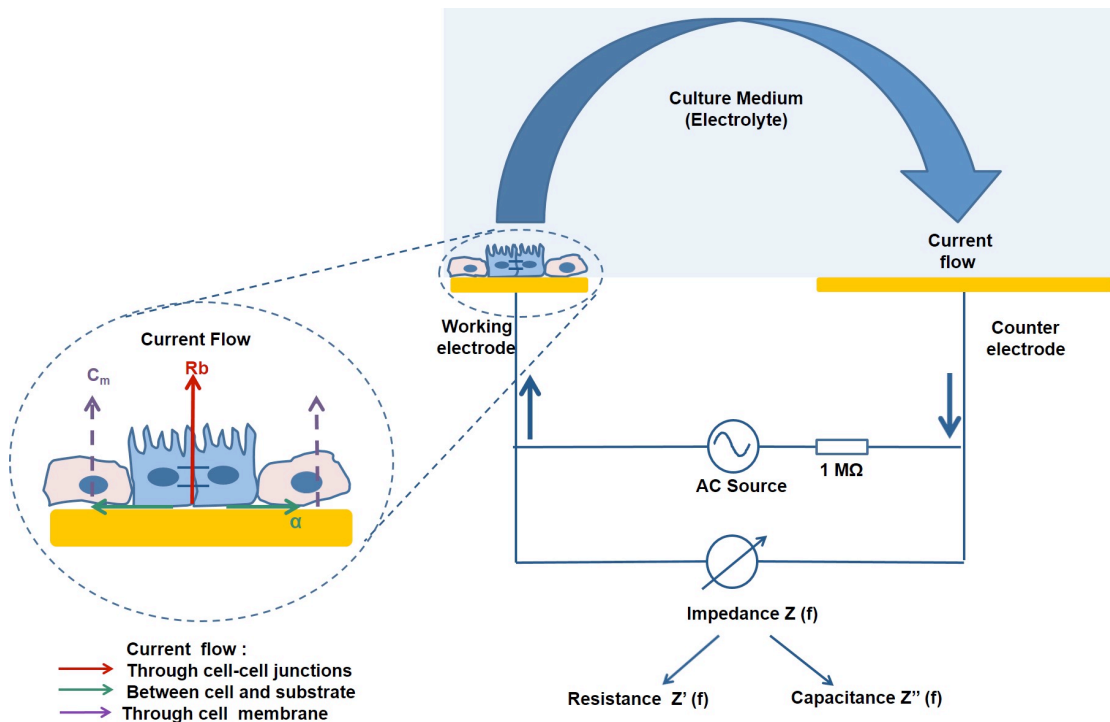 Culture Medium
(Electrolyte)
Current
flow
Working
electrode
Counter
electrode
Current Flow
Cm
Rb
α
AC Source
1 MΩ
Impedance Z (f)
Resistance Z' (f)
Capacitance Z'' (f)
Current flow :
Through cell-cell junctions
Between cell and substrate
Through cell membrane